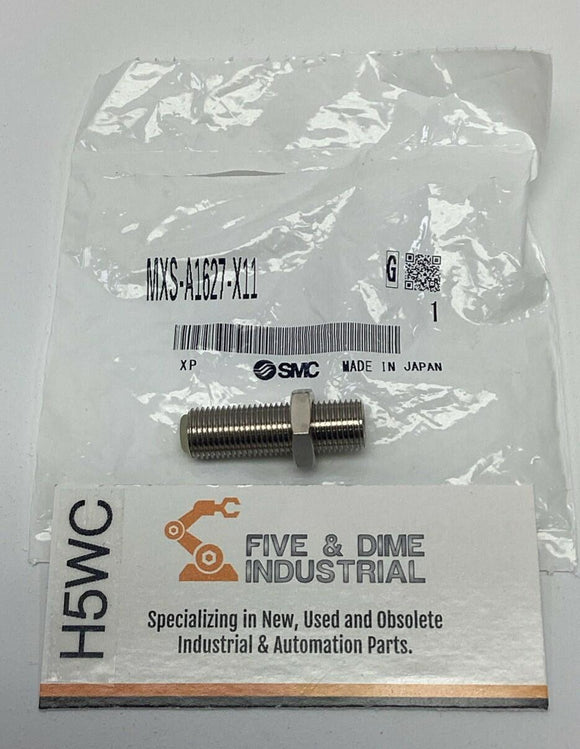 MXS-A1627-X11
G
1
XP SMC MADE IN JAPAN
H5WC
FIVE & DIME
INDUSTRIAL
Specializing in New, Used and Obsolete
Industrial & Automation Parts.